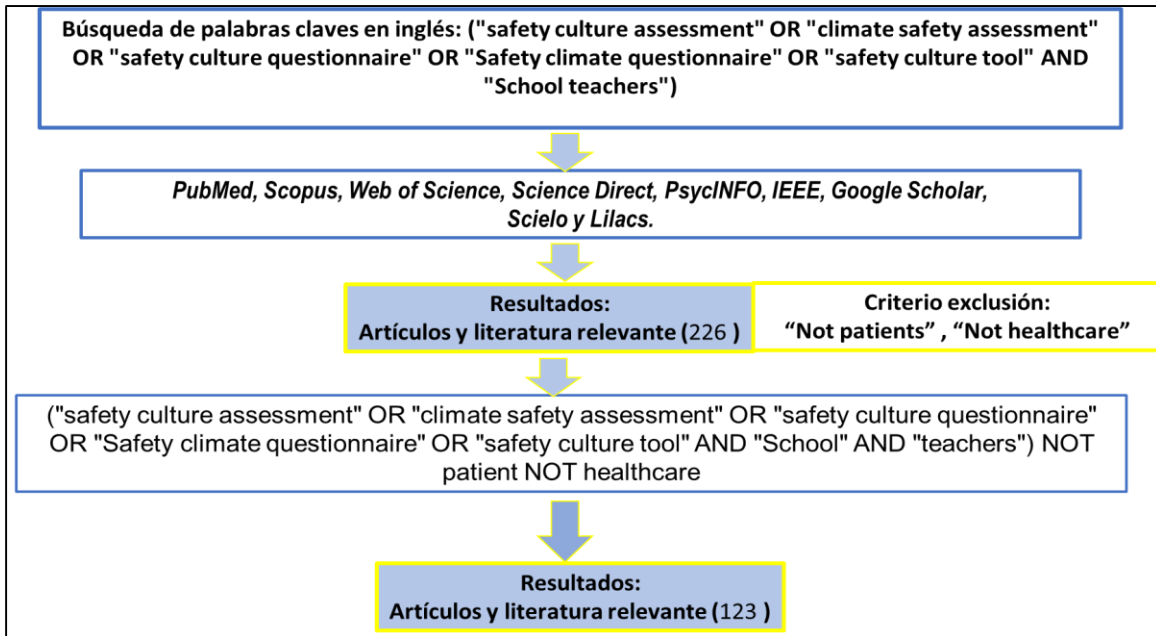 Búsqueda de palabras claves en inglés: ("safety culture assessment" OR "climate safety assessment"
OR "safety culture questionnaire" OR "Safety climate questionnaire" OR "safety culture tool" AND
"School teachers")
PubMed, Scopus, Web of Science, Science Direct, PsycINFO, IEEE, Google Scholar,
Scielo y Lilacs.
Resultados:
Artículos y literatura relevante (226 )
Criterio exclusión:
“Not patients” , “Not healthcare”
("safety culture assessment" OR "climate safety assessment" OR "safety culture questionnaire"
OR "Safety climate questionnaire" OR "safety culture tool" AND "School" AND "teachers") NOT
patient NOT healthcare
Resultados:
Artículos y literatura relevante (123 )